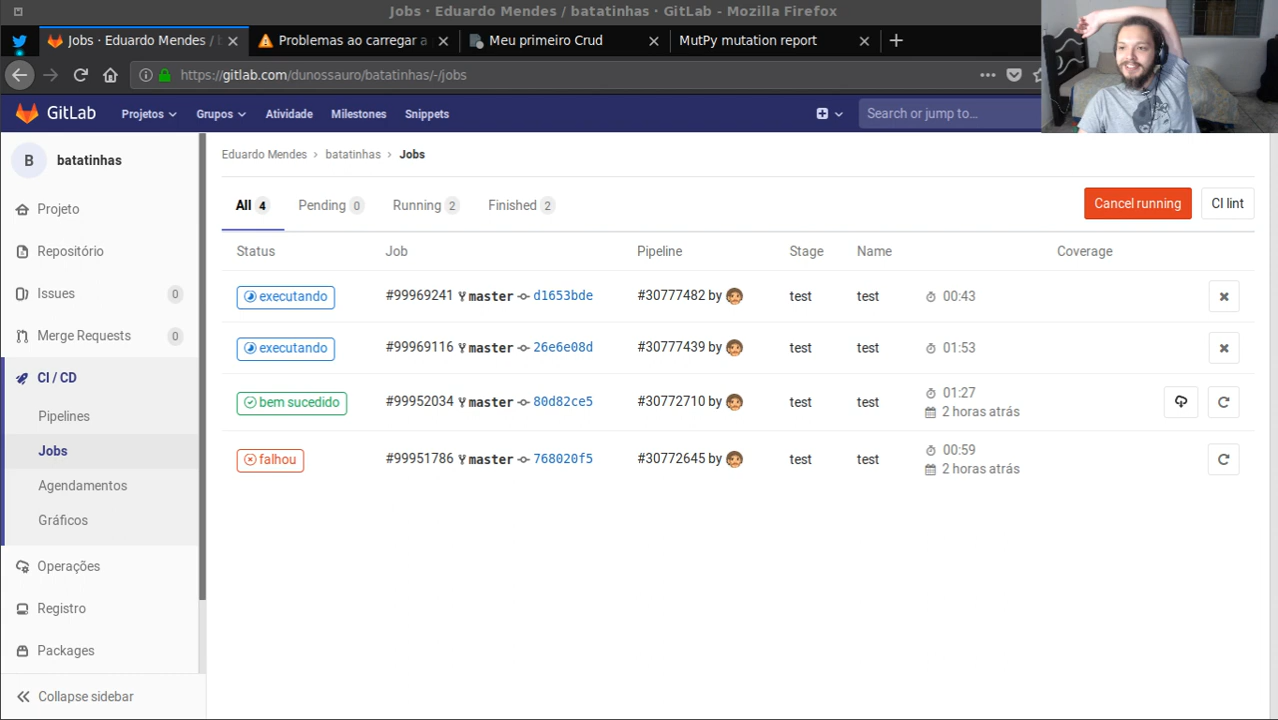 Jobs · Eduardo Mendes / batatinhas · GitLab - Mozilla Firefox
Jobs · Eduardo Mendes / b
Problemas ao carregar a
Meu primeiro Crud
MutPy mutation report
https://gitlab.com/dunossauro/batatinhas/-/jobs
GitLab Projetos Grupos Atividade Milestones Snippets Search or jump to...
B batatinhas
Eduardo Mendes > batatinhas > Jobs
Projeto
Repositório
Issues 0
Merge Requests 0
CI / CD
Pipelines
Jobs
Agendamentos
Gráficos
Operações
Registro
Packages
Collapse sidebar
All 4 Pending 0 Running 2 Finished 2 Cancel running CI lint
Status Job Pipeline Stage Name Coverage
executando #99969241 master d1653bde #30777482 by test test 00:43
executando #99969116 master 26e6e08d #30777439 by test test 01:53
bem sucedido #99952034 master 80d82ce5 #30772710 by test test 01:27
2 horas atrás
falhou #99951786 master 768020f5 #30772645 by test test 00:59
2 horas atrás